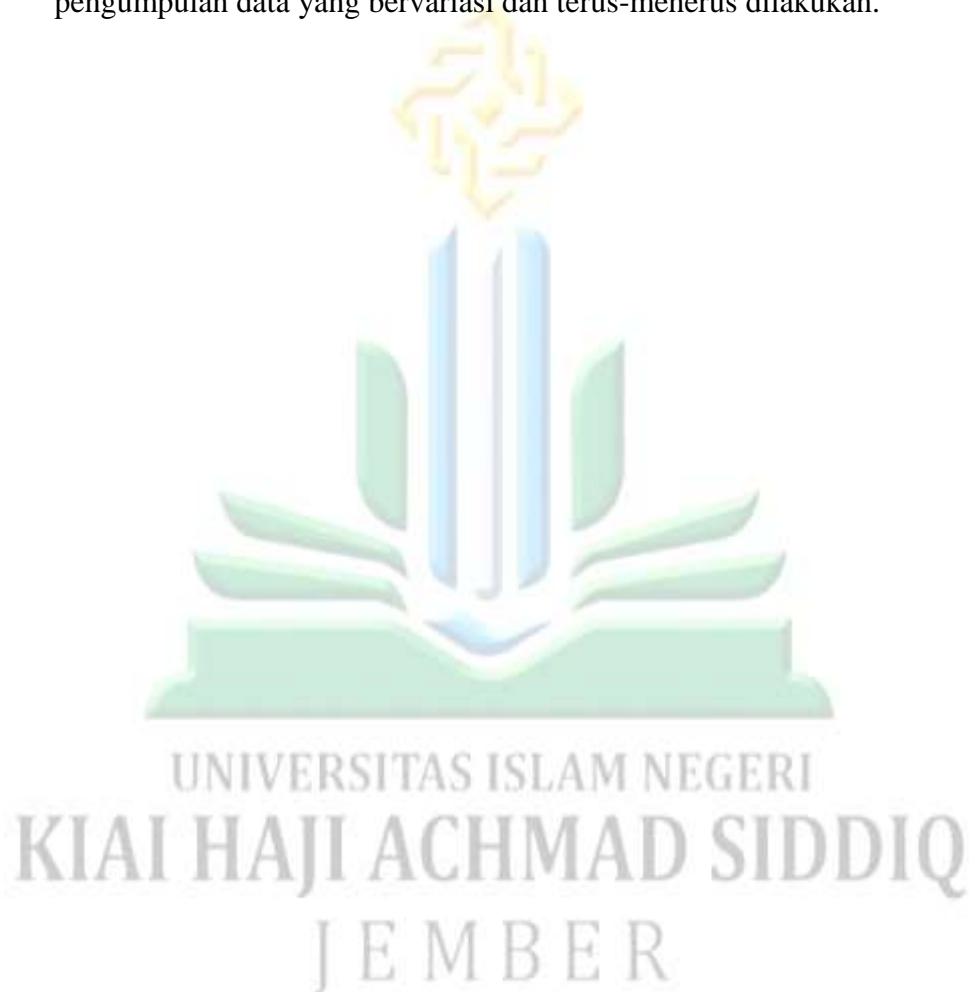 pengumpulan data yang bervariasi dan terus-menerus dilakukan.
UNIVERSITAS ISLAM NEGERI
KIAI HAJI ACHMAD SIDDIQ
JEMBER